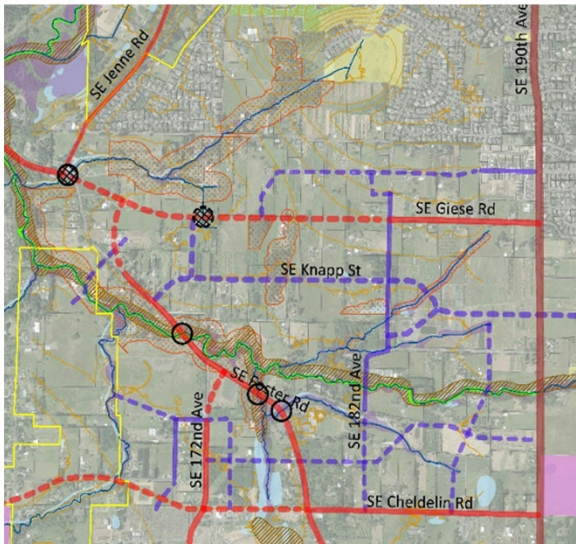 SE Jenne Rd
SE 190th Ave
SE Giese Rd
SE Knapp St
SE Foster Rd
SE 182nd Ave
SE 172nd Ave
SE Cheldelin Rd